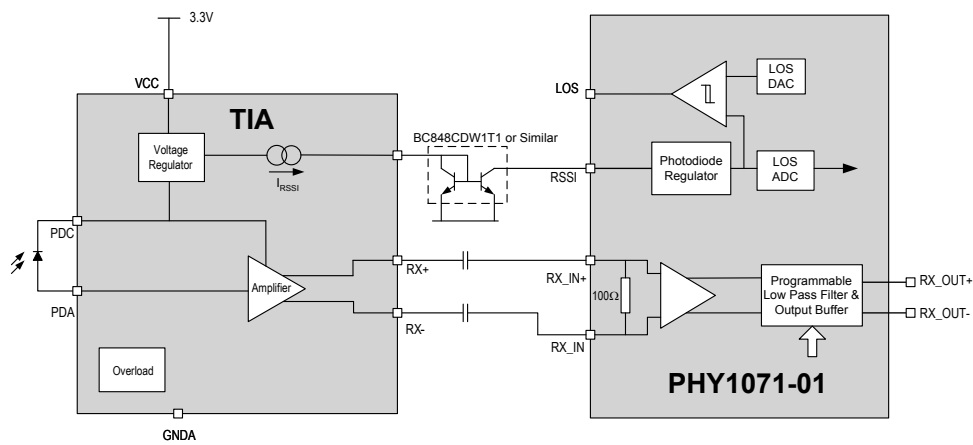 3.3V
VCC
TIA
Voltage
Regulator
IRSSI
BC848CDW1T1 or Similar
LOS
LOS
DAC
RSSI
Photodiode
Regulator
LOS
ADC
PDC
PDA
Amplifier
RX+
RX-
RX_IN+
RX_IN
100Ω
Programmable
Low Pass Filter &
Output Buffer
RX_OUT+
RX_OUT-
Overload
PHY1071-01
GNDA